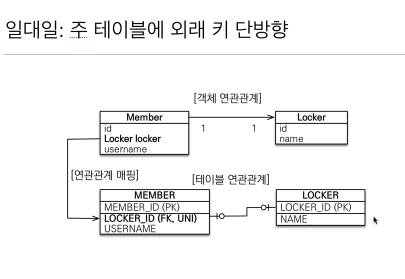 일대일: 주 테이블에 외래 키 단방향
[객체 연관관계]
Member
id
Locker locker
username
1
1
Locker
id
name
[연관관계 매핑]
[테이블 연관관계]
MEMBER
MEMBER_ID (PK)
LOCKER_ID (FK, UNI)
USERNAME
LOCKER
LOCKER_ID (PK)
NAME